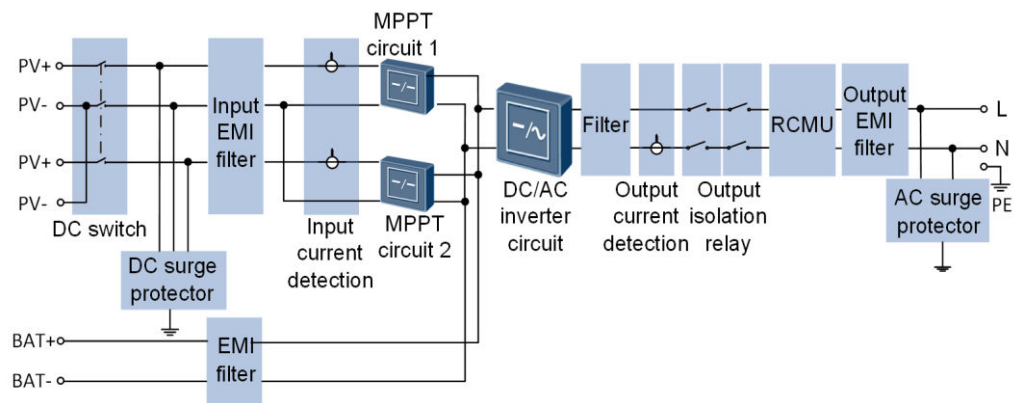 MPPT
circuit 1
PV+
PV-
PV+
PV-
DC switch
Input
EMI
filter
Input
current
detection
MPPT
circuit 2
DC surge
protector
DC/AC
inverter
circuit
Filter
Output
current
detection
Output
isolation
relay
RCMU
Output
EMI
filter
L
N
PE
AC surge
protector
BAT+
BAT-
EMI
filter